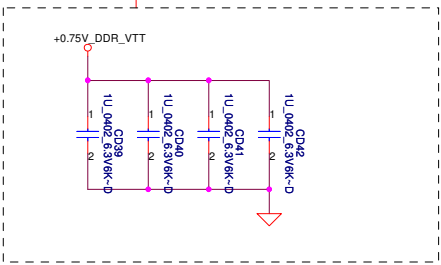 +0.75V_DDR_VTT
1
2
CD39
1U_0402_6.3V6K~D
1
2
CD40
1U_0402_6.3V6K~D
1
2
CD41
1U_0402_6.3V6K~D
1
2
CD42
1U_0402_6.3V6K~D